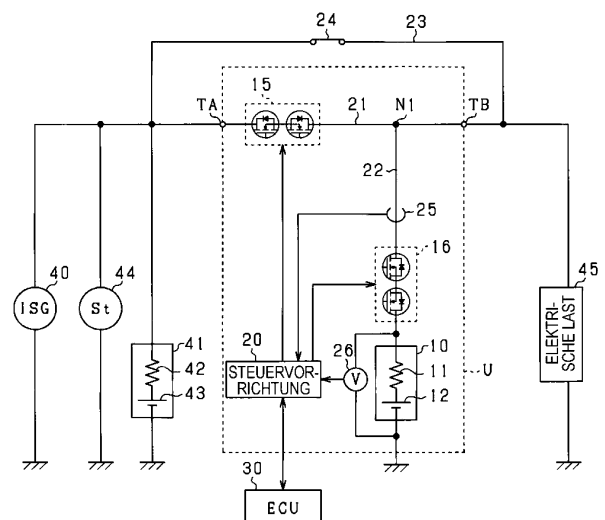 24
23
15
TA
21
N1
TB
22
25
16
40
44
45
ISG
St
ELEKTRI-
SCHE LAST
41
42
43
20
26
10
STEUERVOR-
RICHTUNG
V
11
12
U
30
ECU